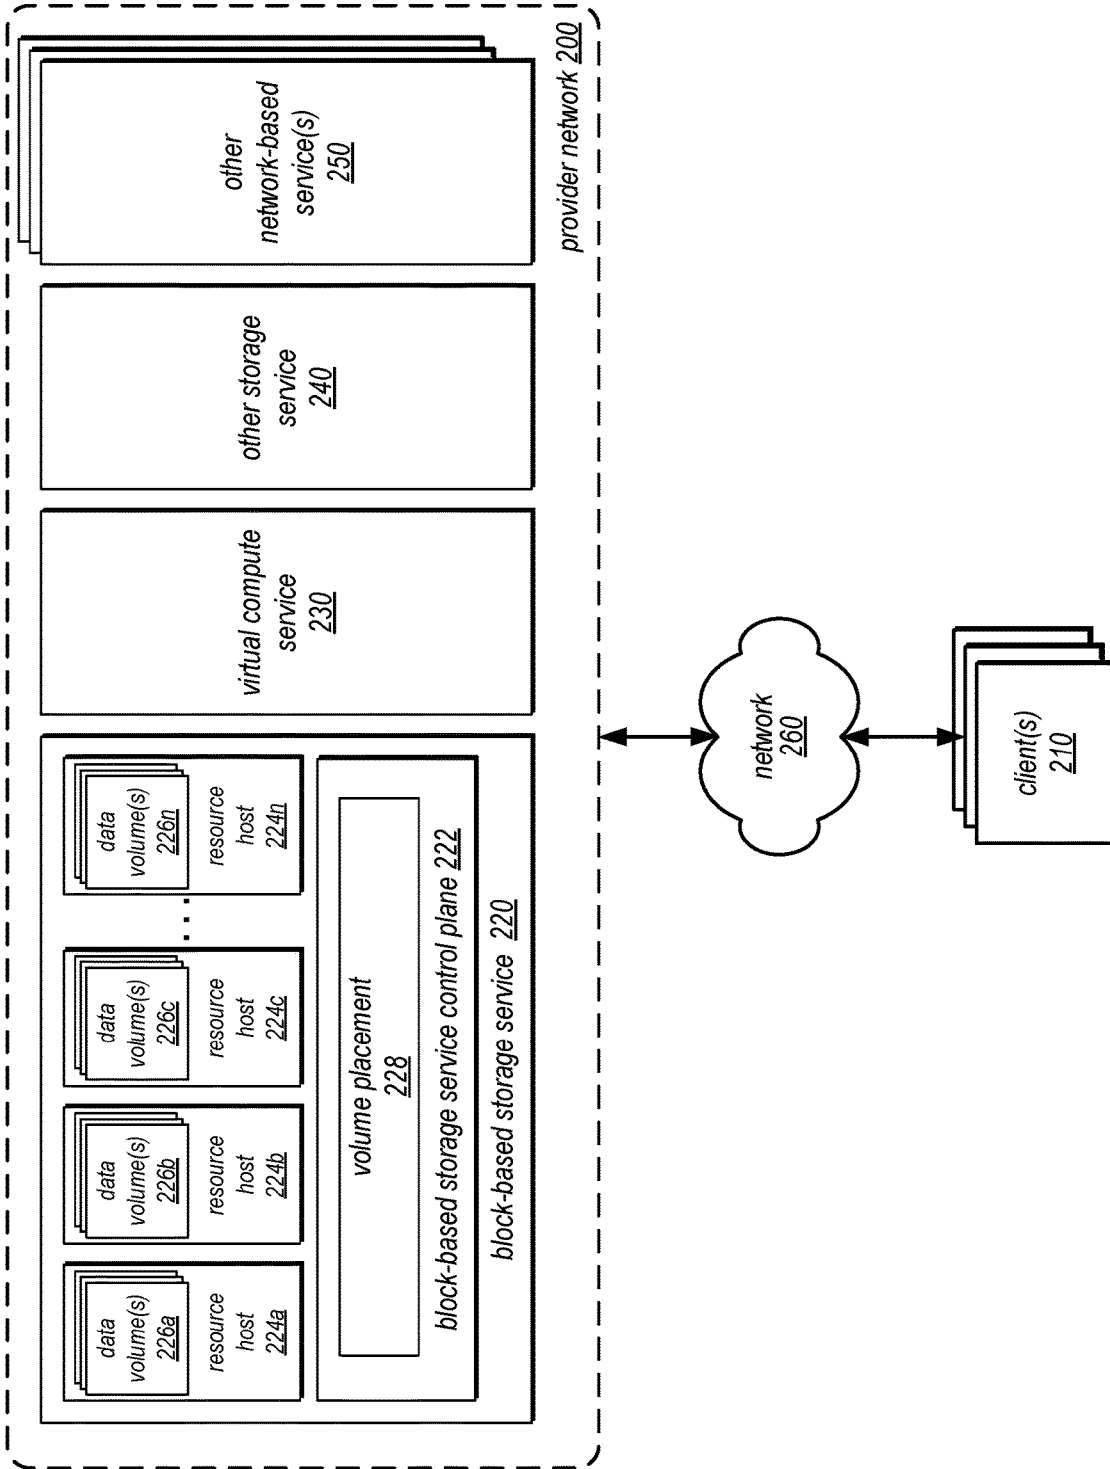 data
volume(s)
226a
resource
host
224a
data
volume(s)
226b
resource
host
224b
data
volume(s)
226c
resource
host
224c
. . .
data
volume(s)
226n
resource
host
224n
volume placement
228
block-based storage service control plane 222
block-based storage service 220
virtual compute
service
230
other storage
service
240
other
network-based
service(s)
250
provider network 200
network
260
client(s)
210